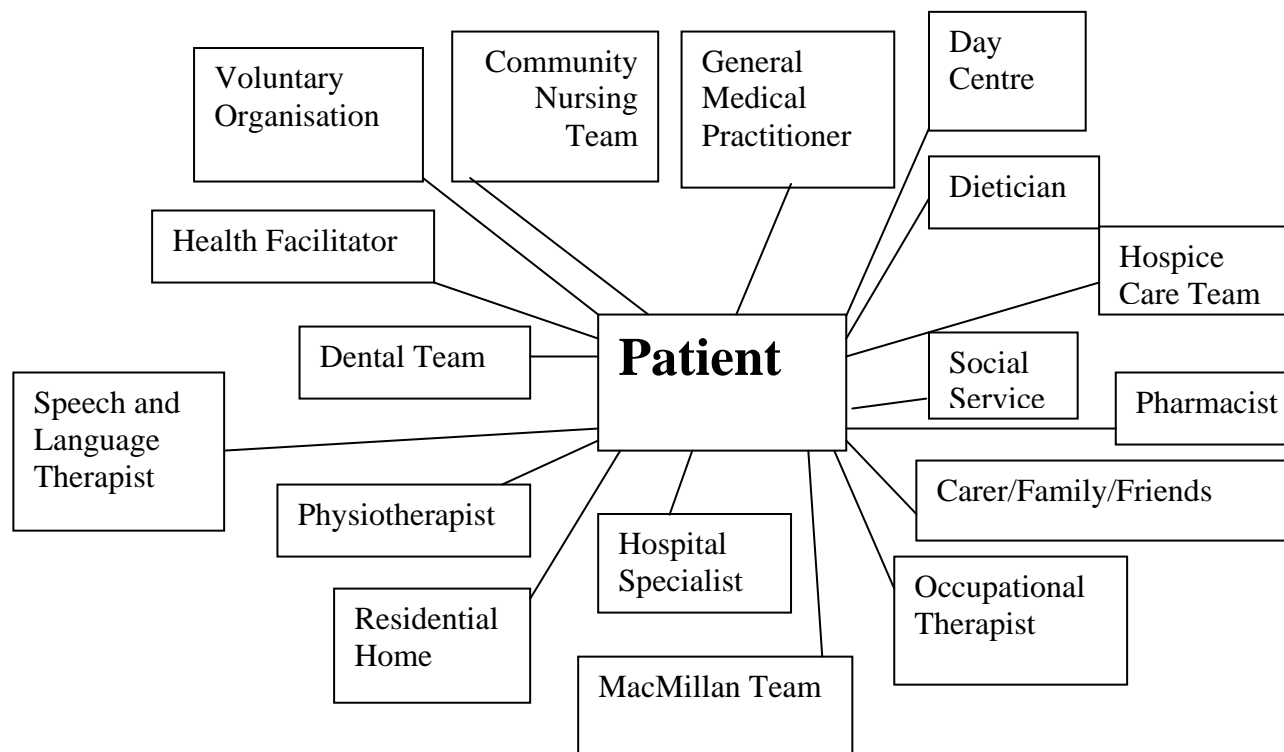 Voluntary
Organisation
Community
Nursing
Team
General
Medical
Practitioner
Day
Centre
Dietician
Health Facilitator
Hospice
Care Team
Dental Team
Patient
Social
Service
Speech and
Language
Therapist
Pharmacist
Physiotherapist
Carer/Family/Friends
Hospital
Specialist
Residential
Home
Occupational
Therapist
MacMillan Team